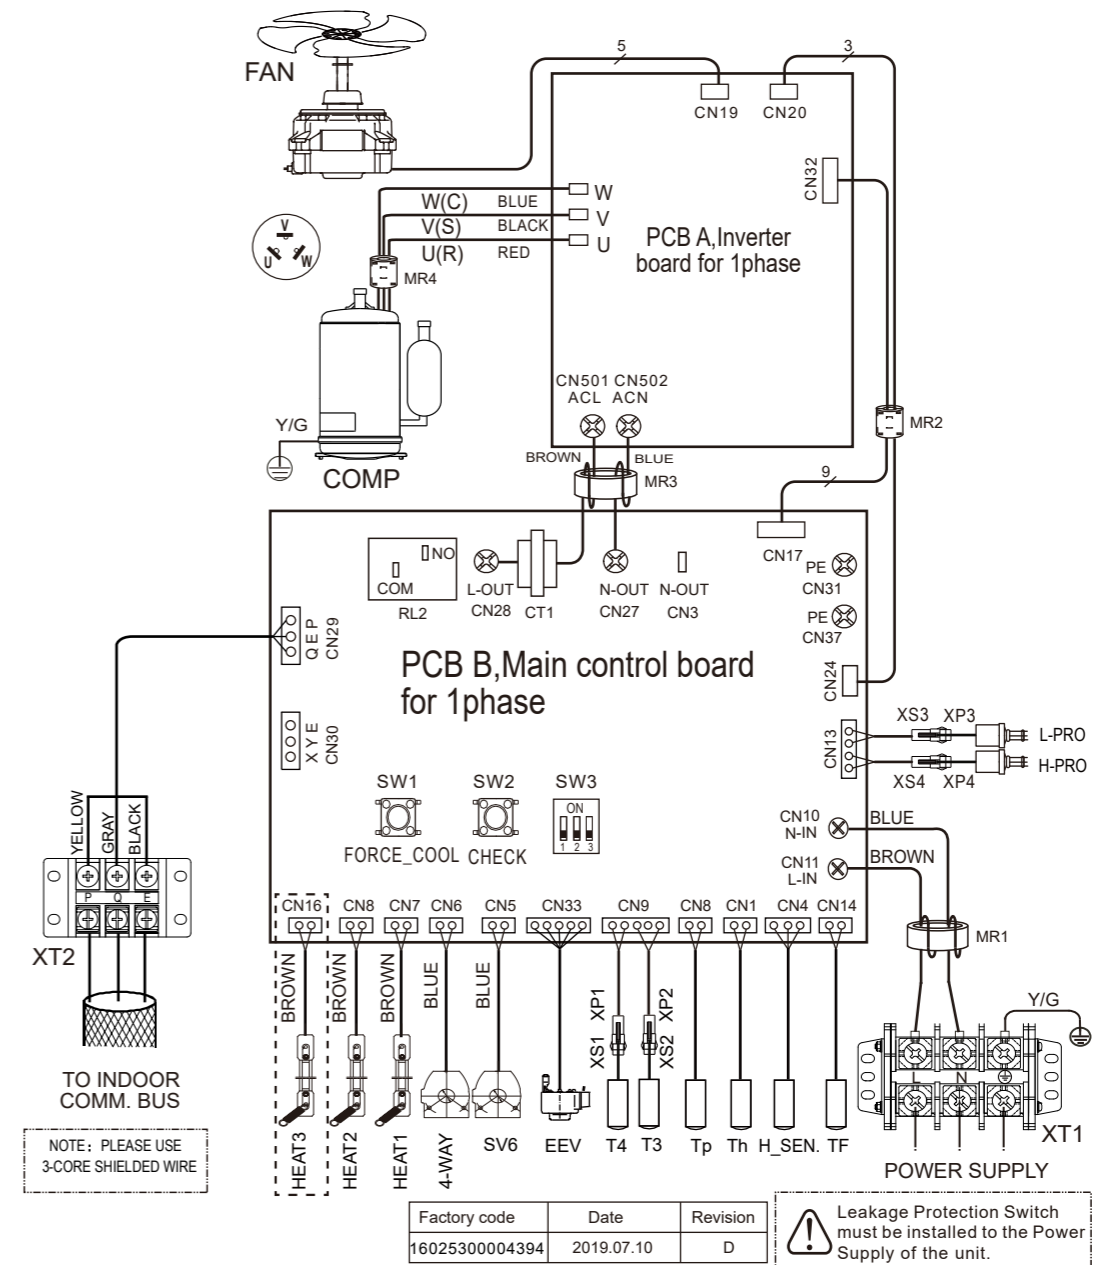 5
3
FAN
CN19
CN20
CN32
W(C)
BLUE
W
V(S)
BLACK
V
U(R)
RED
U
V
U
W
MR4
PCB A,Inverter
board for 1phase
CN501
CN502
ACL
ACN
Y/G
COMP
BROWN
BLUE
MR3
MR2
9
CN17
NO
COM
RL2
L-OUT
CN28
CT1
N-OUT
CN27
N-OUT
CN3
PE
CN31
PE
CN37
Q E P
CN29
PCB B,Main control board
for 1phase
CN24
X Y E
CN30
CN13
XS3
XP3
L-PRO
XS4
XP4
H-PRO
SW1
SW2
SW3
ON
1 2 3
FORCE_COOL
CHECK
CN10
N-IN
BLUE
CN11
L-IN
BROWN
YELLOW
GRAY
BLACK
P
Q
E
XT2
CN16
CN8
CN7
CN6
CN5
CN33
CN9
CN8
CN1
CN4
CN14
MR1
BROWN
BROWN
BROWN
BLUE
BLUE
XP1
XS1
XP2
XS2
Y/G
L
N
XT1
TO INDOOR
COMM. BUS
HEAT3
HEAT2
HEAT1
4-WAY
SV6
EEV
T4
T3
Tp
Th
H_SEN.
TF
POWER SUPPLY
NOTE: PLEASE USE
3-CORE SHIELDED WIRE
Factory code
Date
Revision
16025300004394
2019.07.10
D
Leakage Protection Switch
must be installed to the Power
Supply of the unit.